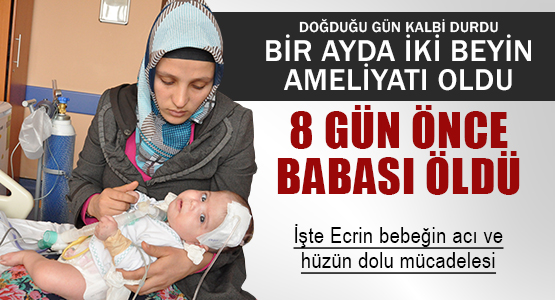 DOĞDUĞU GÜN KALBİ DURDU
BİR AYDA İKİ BEYİN
AMELİYATI OLDU
8 GÜN ÖNCE
BABASI ÖLDÜ
İşte Ecrin bebeğin acı ve
hüzün dolu mücadelesi